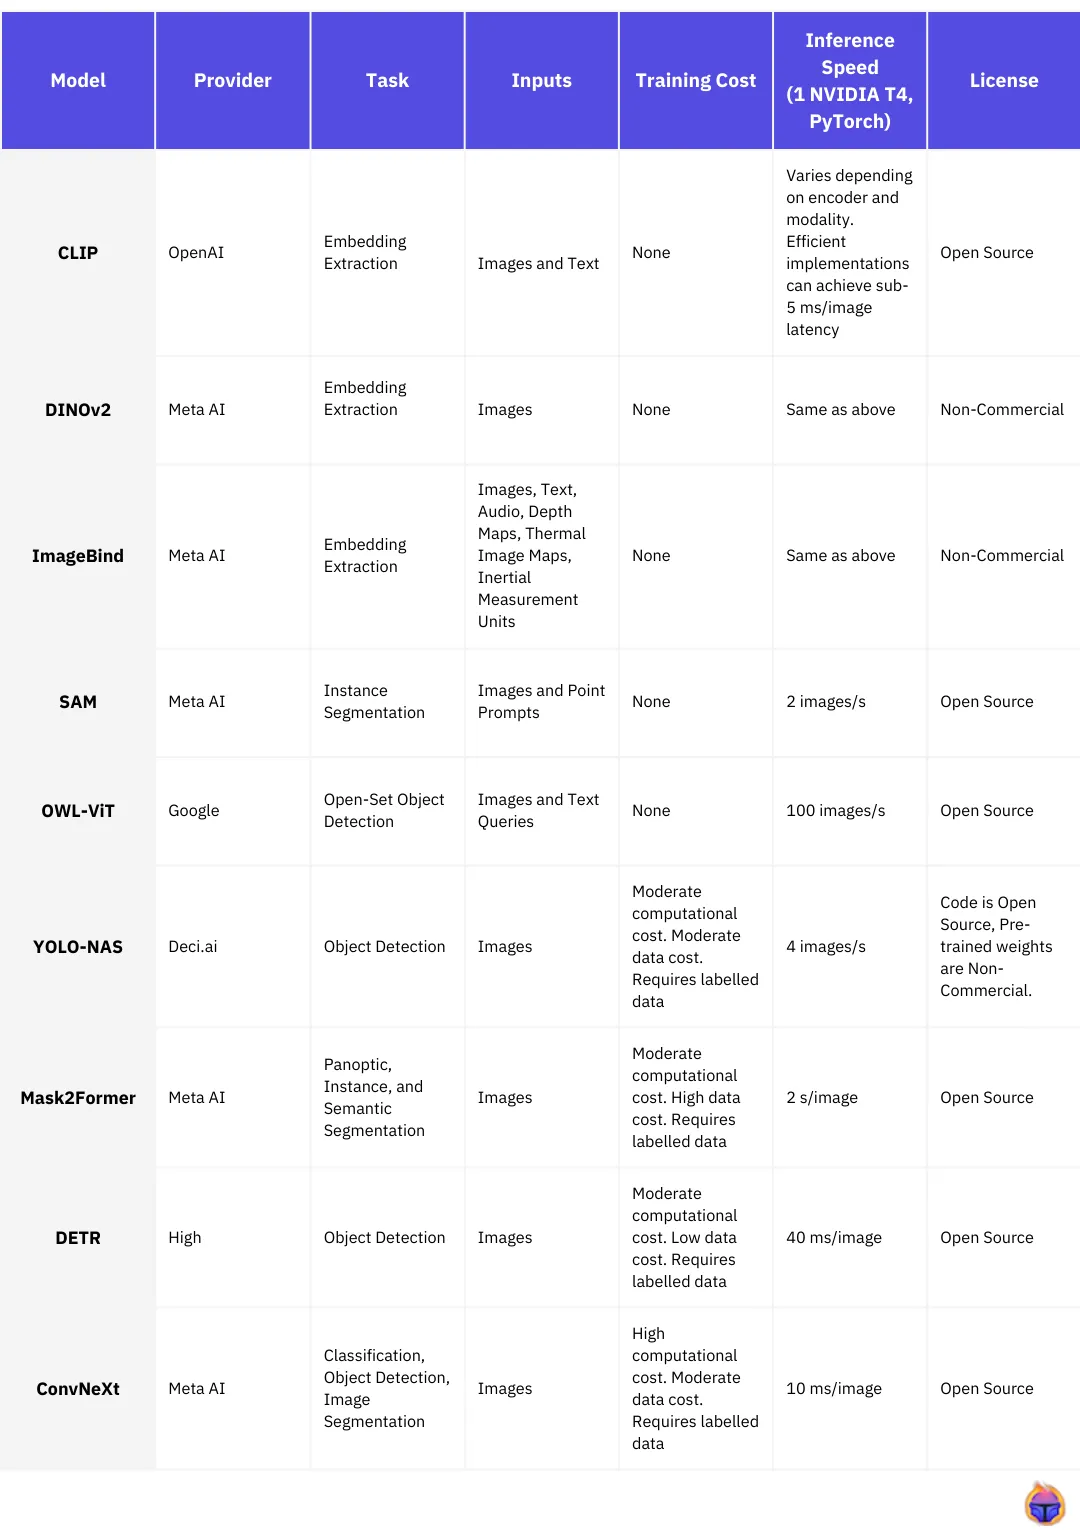 Model
Provider
Task
Inputs
Training Cost
Inference
Speed
(1 NVIDIA T4,
PyTorch)
License
CLIP
OpenAI
Embedding
Extraction
Images and Text
None
Varies depending
on encoder and
modality.
Efficient
implementations
can achieve sub-
5 ms/image
latency
Open Source
DINOv2
Meta AI
Embedding
Extraction
Images
None
Same as above
Non-Commercial
ImageBind
Meta AI
Embedding
Extraction
Images, Text,
Audio, Depth
Maps, Thermal
Image Maps,
Inertial
Measurement
Units
None
Same as above
Non-Commercial
SAM
Meta AI
Instance
Segmentation
Images and Point
Prompts
None
2 images/s
Open Source
OWL-ViT
Google
Open-Set Object
Detection
Images and Text
Queries
None
100 images/s
Open Source
YOLO-NAS
Deci.ai
Object Detection
Images
Moderate
computational
cost. Moderate
data cost.
Requires labelled
data
4 images/s
Code is Open
Source, Pre-
trained weights
are Non-
Commercial.
Mask2Former
Meta AI
Panoptic,
Instance, and
Semantic
Segmentation
Images
Moderate
computational
cost. High data
cost. Requires
labelled data
2 s/image
Open Source
DETR
High
Object Detection
Images
Moderate
computational
cost. Low data
cost. Requires
labelled data
40 ms/image
Open Source
ConvNeXt
Meta AI
Classification,
Object Detection,
Image
Segmentation
Images
High
computational
cost. Moderate
data cost.
Requires labelled
data
10 ms/image
Open Source